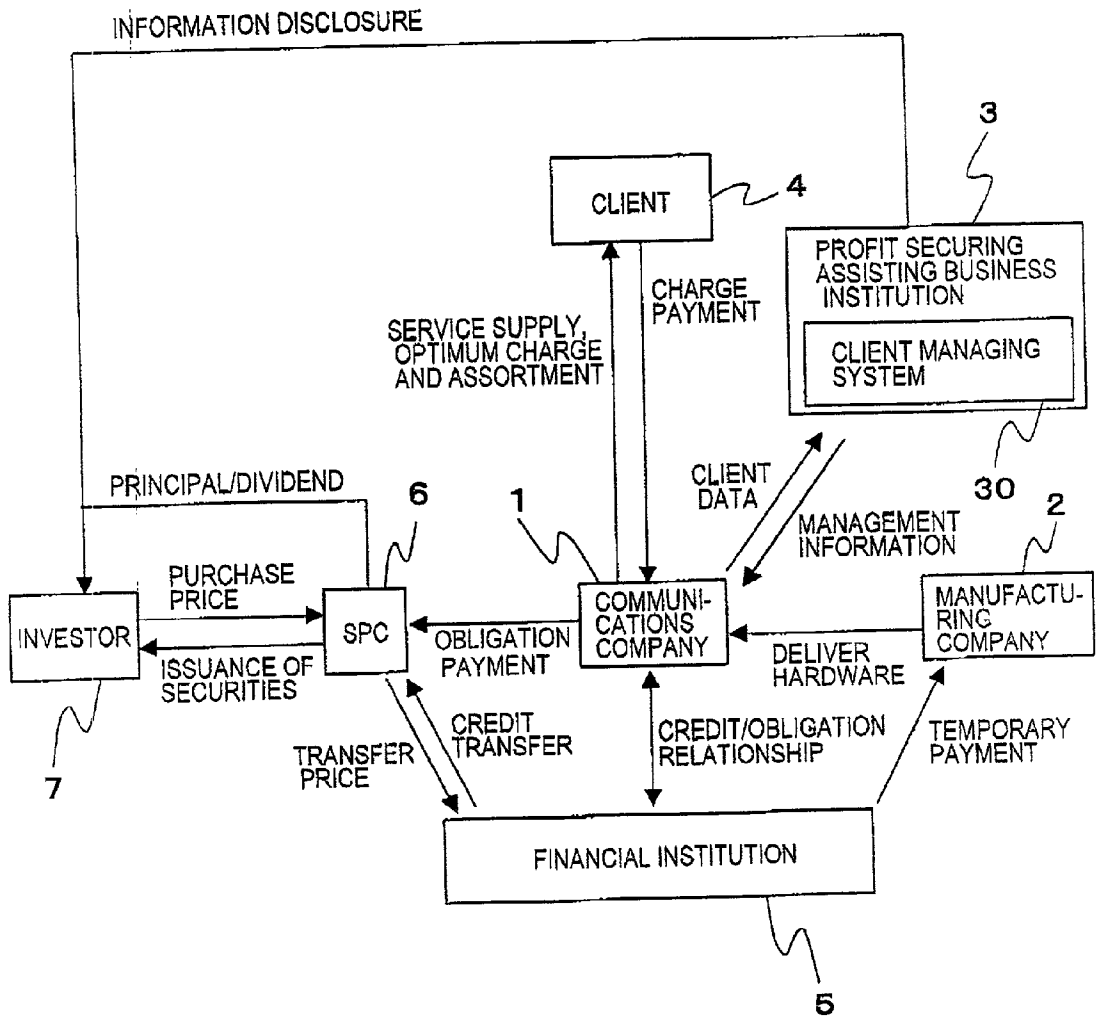 INFORMATION DISCLOSURE
3
CLIENT
4
PROFIT SECURING
ASSISTING BUSINESS
INSTITUTION
CLIENT MANAGING
SYSTEM
30
SERVICE SUPPLY,
OPTIMUM CHARGE
AND ASSORTMENT
CHARGE
PAYMENT
CLIENT
DATA
MANAGEMENT
INFORMATION
PRINCIPAL/DIVIDEND
6
1
2
INVESTOR
7
PURCHASE
PRICE
ISSUANCE OF
SECURITIES
SPC
OBLIGATION
PAYMENT
COMMUNI-
CATIONS
COMPANY
DELIVER
HARDWARE
MANUFACTU-
RING
COMPANY
TRANSFER
PRICE
CREDIT
TRANSFER
CREDIT/OBLIGATION
RELATIONSHIP
TEMPORARY
PAYMENT
FINANCIAL INSTITUTION
5